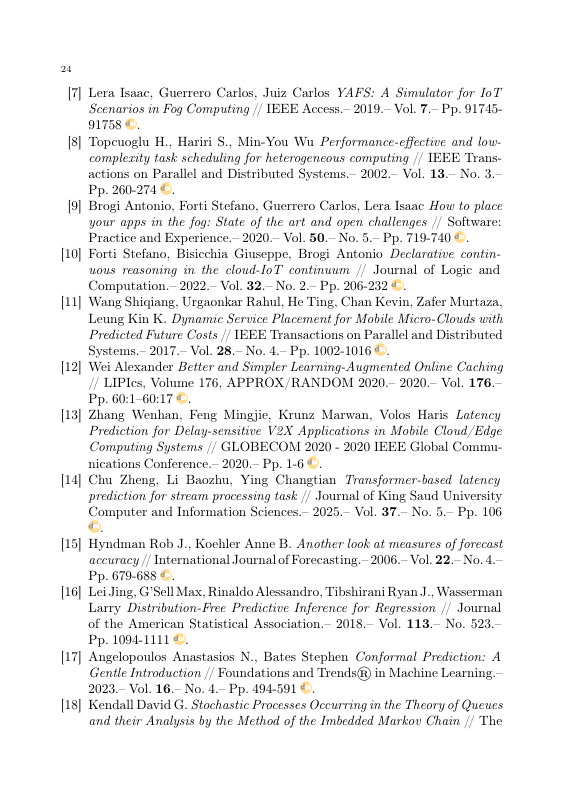 24
[7] Lera Isaac, Guerrero Carlos, Juiz Carlos YAFS: A Simulator for IoT
Scenarios in Fog Computing // IEEE Access.– 2019.– Vol. 7.– Pp. 91745-
91758 .
[8] Topcuoglu H., Hariri S., Min-You Wu Performance-effective and low-
complexity task scheduling for heterogeneous computing // IEEE Trans-
actions on Parallel and Distributed Systems.– 2002.– Vol. 13.– No. 3.–
Pp. 260-274 .
[9] Brogi Antonio, Forti Stefano, Guerrero Carlos, Lera Isaac How to place
your apps in the fog: State of the art and open challenges // Software:
Practice and Experience.– 2020.– Vol. 50.– No. 5.– Pp. 719-740 .
[10] Forti Stefano, Bisicchia Giuseppe, Brogi Antonio Declarative contin-
uous reasoning in the cloud-IoT continuum // Journal of Logic and
Computation.– 2022.– Vol. 32.– No. 2.– Pp. 206-232 .
[11] Wang Shiqiang, Urgaonkar Rahul, He Ting, Chan Kevin, Zafer Murtaza,
Leung Kin K. Dynamic Service Placement for Mobile Micro-Clouds with
Predicted Future Costs // IEEE Transactions on Parallel and Distributed
Systems.– 2017.– Vol. 28.– No. 4.– Pp. 1002-1016 .
[12] Wei Alexander Better and Simpler Learning-Augmented Online Caching
// LIPIcs, Volume 176, APPROX/RANDOM 2020.– 2020.– Vol. 176.–
Pp. 60:1–60:17 .
[13] Zhang Wenhan, Feng Mingjie, Krunz Marwan, Volos Haris Latency
Prediction for Delay-sensitive V2X Applications in Mobile Cloud/Edge
Computing Systems // GLOBECOM 2020 - 2020 IEEE Global Commu-
nications Conference.– 2020.– Pp. 1-6 .
[14] Chu Zheng, Li Baozhu, Ying Changtian Transformer-based latency
prediction for stream processing task // Journal of King Saud University
Computer and Information Sciences.– 2025.– Vol. 37.– No. 5.– Pp. 106
.
[15] Hyndman Rob J., Koehler Anne B. Another look at measures of forecast
accuracy // International Journal of Forecasting.– 2006.– Vol. 22.– No. 4.–
Pp. 679-688 .
[16] Lei Jing, G'Sell Max, Rinaldo Alessandro, Tibshirani Ryan J., Wasserman
Larry Distribution-Free Predictive Inference for Regression // Journal
of the American Statistical Association.– 2018.– Vol. 113.– No. 523.–
Pp. 1094-1111 .
[17] Angelopoulos Anastasios N., Bates Stephen Conformal Prediction: A
Gentle Introduction // Foundations and Trends® in Machine Learning.–
2023.– Vol. 16.– No. 4.– Pp. 494-591 .
[18] Kendall David G. Stochastic Processes Occurring in the Theory of Queues
and their Analysis by the Method of the Imbedded Markov Chain // The